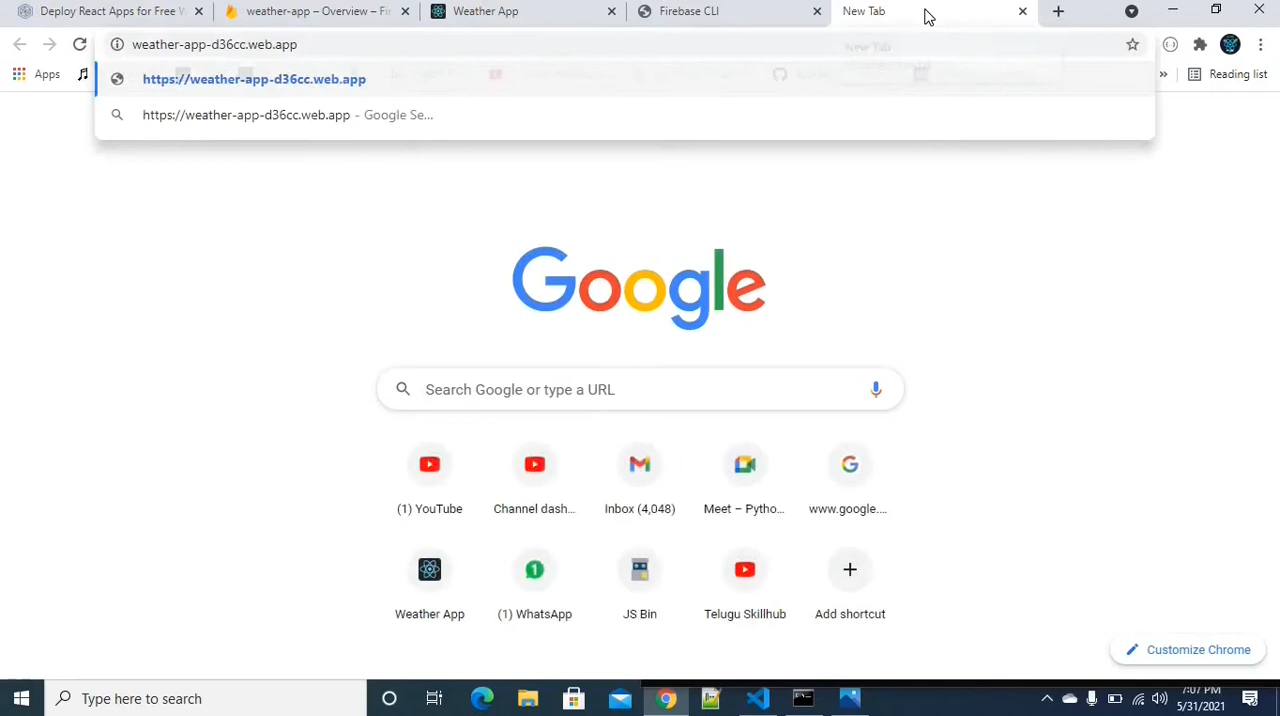 Deploy React Apps for Free W
weather-app – Overview – Fi
Weather App
Firebase CLI
New Tab
weather-app-d36cc.web.app
Apps
Reading list
https://weather-app-d36cc.web.app
https://weather-app-d36cc.web.app - Google Se...
Google
Search Google or type a URL
(1) YouTube
Channel dash...
Inbox (4,048)
Meet – Pytho...
www.google....
Weather App
(1) WhatsApp
JS Bin
Telugu Skillhub
Add shortcut
Customize Chrome
Type here to search
7:07 PM
5/31/2021